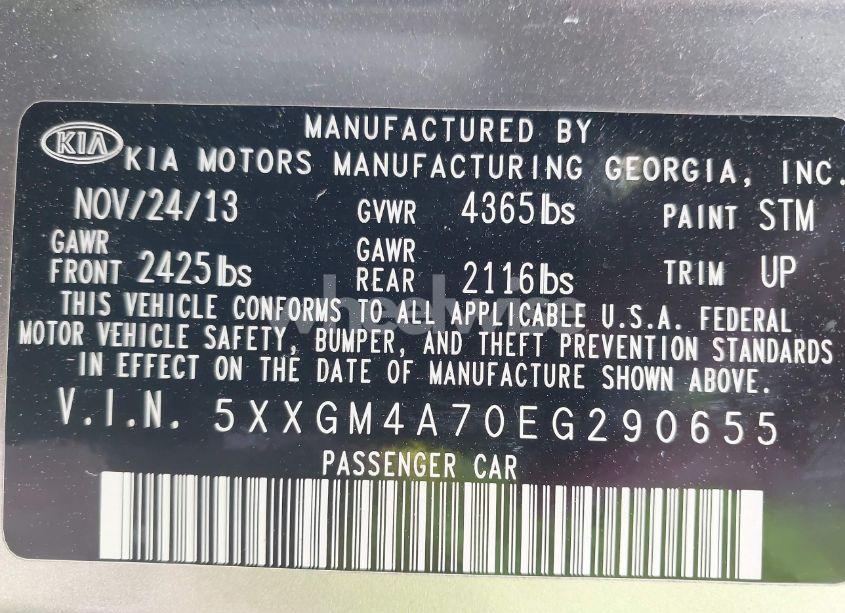 MANUFACTURED BY
KIA KIA MOTORS MANUFACTURING GEORGIA, INC.
NOV/24/13 GVWR 4365lbs PAINT STM
GAWR FRONT 2425lbs GAWR REAR 2116lbs TRIM UP
THIS VEHICLE CONFORMS TO ALL APPLICABLE U.S.A. FEDERAL
MOTOR VEHICLE SAFETY, BUMPER, AND THEFT PREVENTION STANDARDS
IN EFFECT ON THE DATE OF MANUFACTURE SHOWN ABOVE.
V.I.N. 5XXGM4A70EG290655
PASSENGER CAR